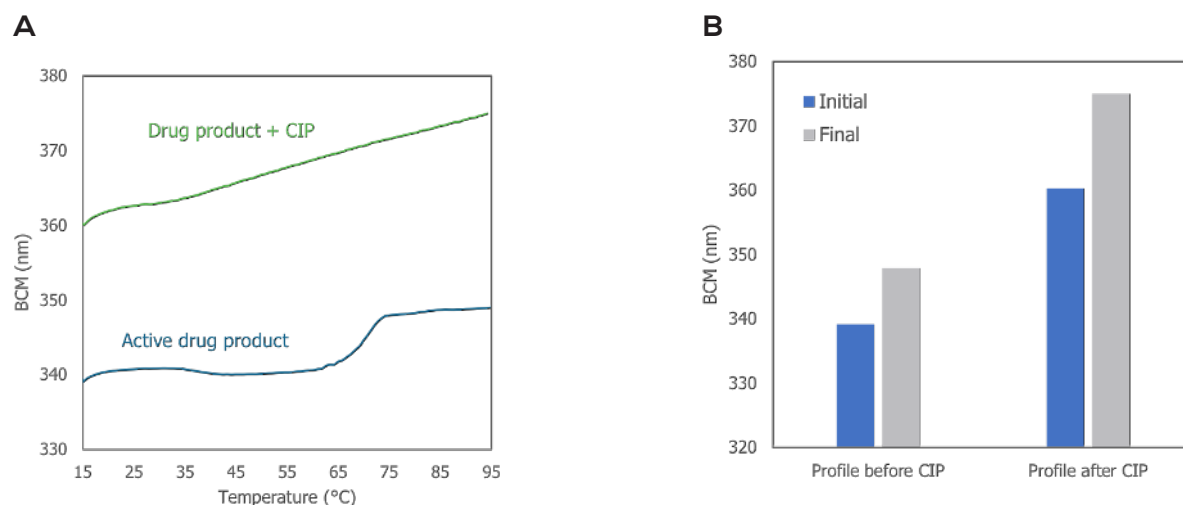 A
380
370
360
350
340
330
BCM (nm)
Drug product + CIP
Active drug product
15 25 35 45 55 65 75 85 95
Temperature (°C)
B
380
370
360
350
340
330
320
BCM (nm)
Initial
Final
Profile before CIP Profile after CIP